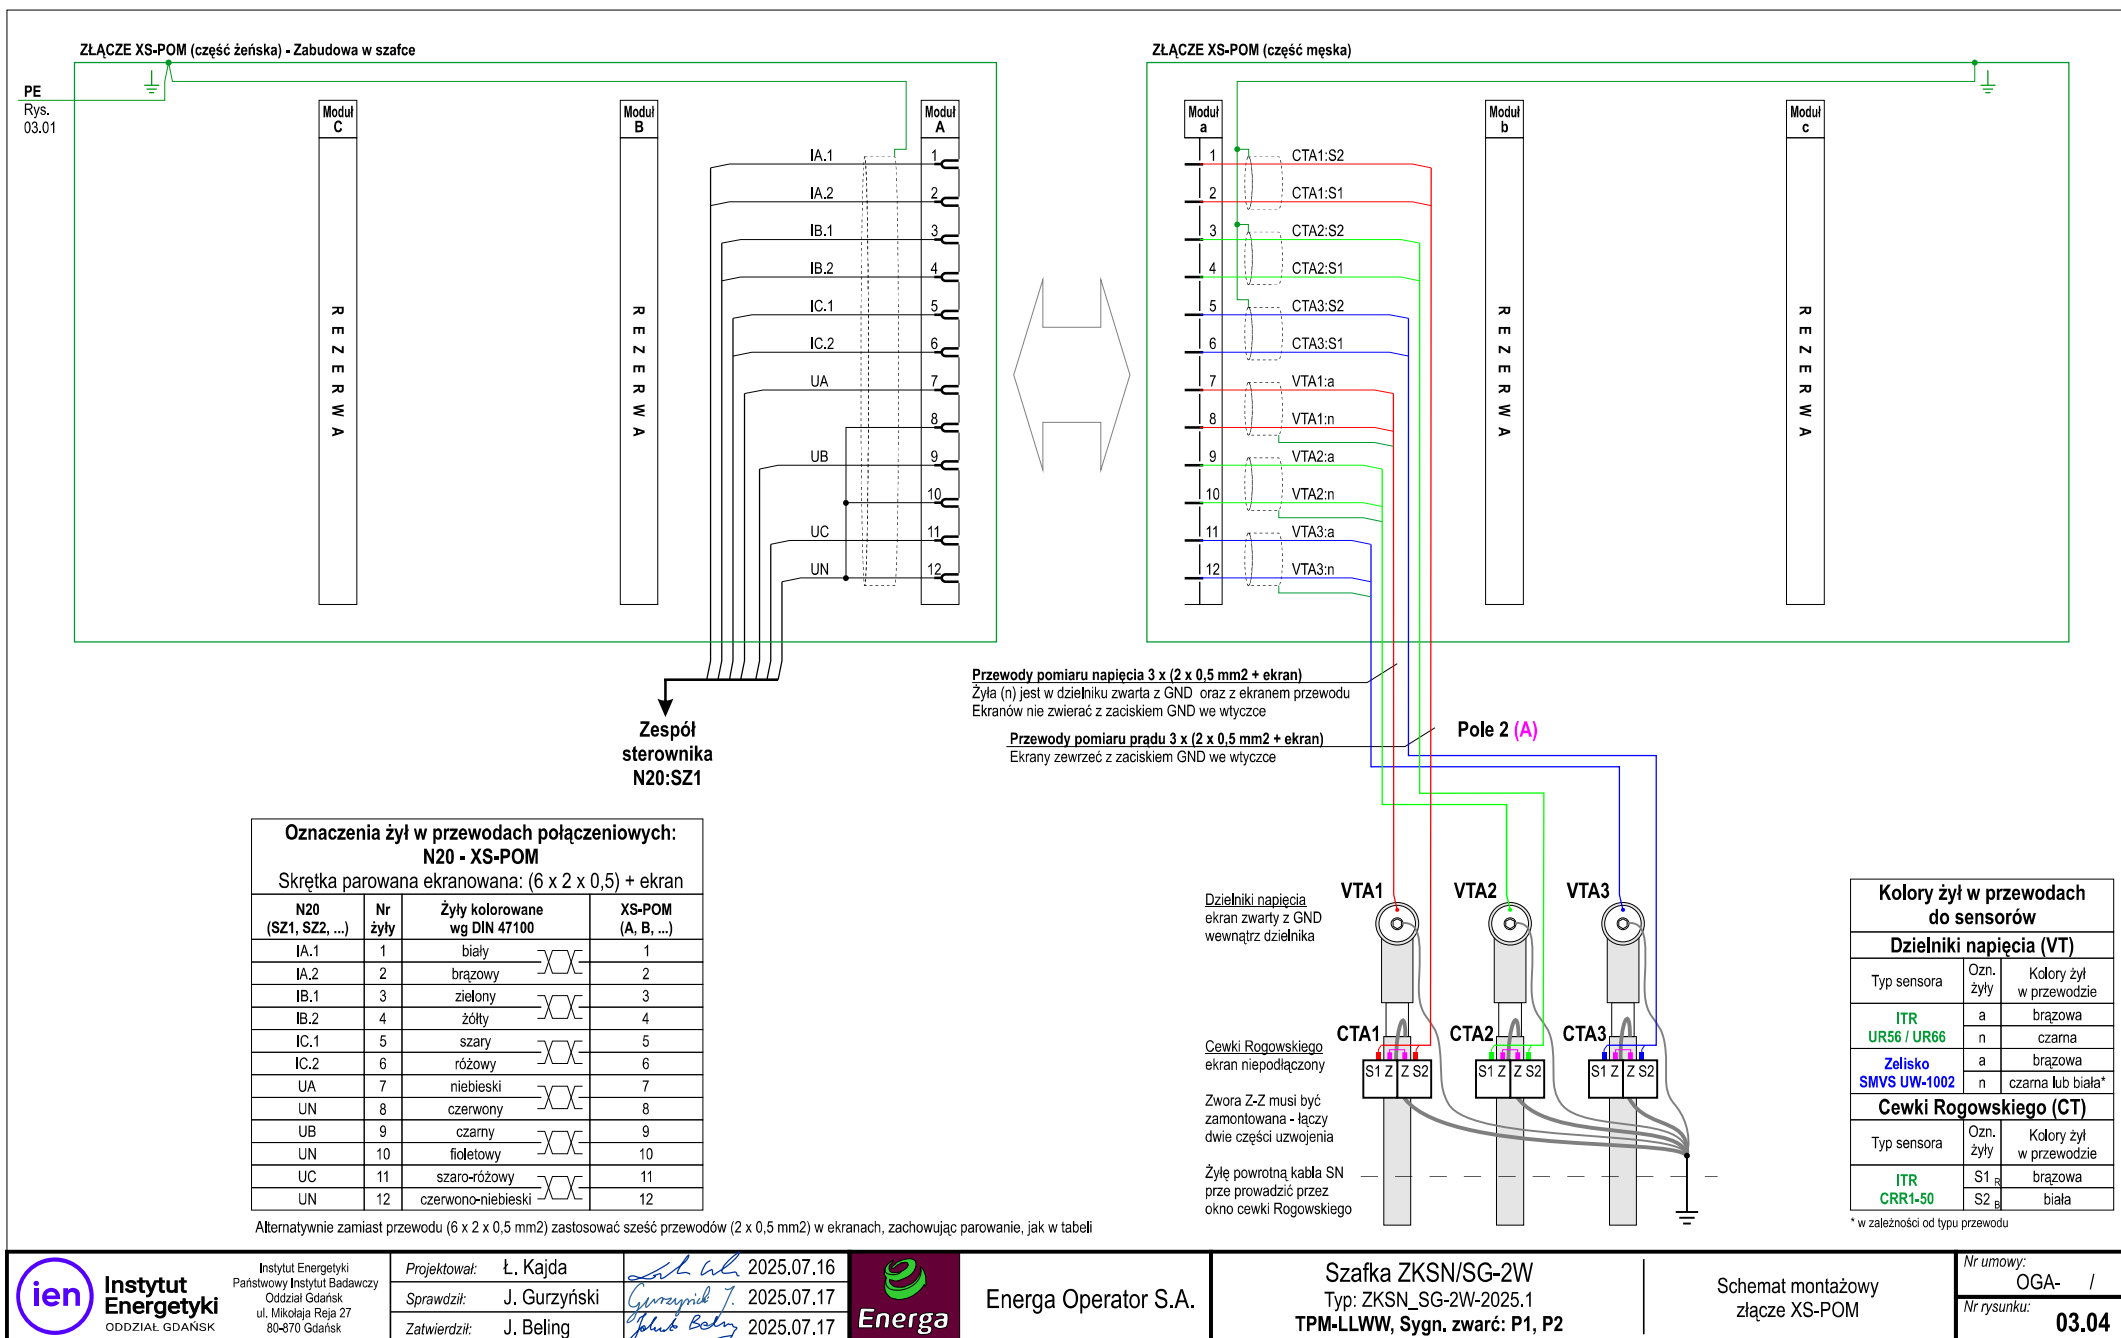 ZŁĄCZE XS-POM (część żeńska) - Zabudowa w szafce
PE
Rys.
03.01
Moduł
C
REZERWA
Moduł
B
REZERWA
Moduł
A
IA.1 1
IA.2 2
IB.1 3
IB.2 4
IC.1 5
IC.2 6
UA 7
8
UB 9
10
UC 11
UN 12
Zespół
sterownika
N20:SZ1
ZŁĄCZE XS-POM (część męska)
Moduł
a
1 CTA1:S2
2 CTA1:S1
3 CTA2:S2
4 CTA2:S1
5 CTA3:S2
6 CTA3:S1
7 VTA1:a
8 VTA1:n
9 VTA2:a
10 VTA2:n
11 VTA3:a
12 VTA3:n
Moduł
b
REZERWA
Moduł
c
REZERWA
Przewody pomiaru napięcia 3 x (2 x 0,5 mm2 + ekran)
Żyła (n) jest w dzielniku zwarta z GND oraz z ekranem przewodu
Ekranów nie zwierać z zaciskiem GND we wtyczce
Przewody pomiaru prądu 3 x (2 x 0,5 mm2 + ekran)
Ekrany zewrzeć z zaciskiem GND we wtyczce
Pole 2 (A)
Oznaczenia żył w przewodach połączeniowych:
N20 - XS-POM
Skrętka parowana ekranowana: (6 x 2 x 0,5) + ekran
N20 (SZ1, SZ2, ...) Nr żyły Żyły kolorowane wg DIN 47100 XS-POM (A, B, ...)
IA.1 1 biały 1
IA.2 2 brązowy 2
IB.1 3 zielony 3
IB.2 4 żółty 4
IC.1 5 szary 5
IC.2 6 różowy 6
UA 7 niebieski 7
UN 8 czerwony 8
UB 9 czarny 9
UN 10 fioletowy 10
UC 11 szaro-różowy 11
UN 12 czerwono-niebieski 12
Alternatywnie zamiast przewodu (6 x 2 x 0,5 mm2) zastosować sześć przewodów (2 x 0,5 mm2) w ekranach, zachowując parowanie, jak w tabeli
Dzielniki napięcia
ekran zwarty z GND
wewnątrz dzielnika
VTA1 VTA2 VTA3
CTA1 CTA2 CTA3
S1 Z Z S2 S1 Z Z S2 S1 Z Z S2
Cewki Rogowskiego
ekran niepodłączony
Zwora Z-Z musi być
zamontowana - łączy
dwie części uzwojenia
Żyłę powrotną kabla SN
prze prowadzić przez
okno cewki Rogowskiego
Kolory żył w przewodach
do sensorów
Dzielniki napięcia (VT)
Typ sensora Ozn. żyły Kolory żył w przewodzie
ITR UR56 / UR66 a brązowa
n czarna
Zelisko SMVS UW-1002 a brązowa
n czarna lub biała*
Cewki Rogowskiego (CT)
Typ sensora Ozn. żyły Kolory żył w przewodzie
ITR CRR1-50 S1 R brązowa
S2 B biała
* w zależności od typu przewodu
ien
Instytut
Energetyki
ODDZIAŁ GDAŃSK
Instytut Energetyki
Państwowy Instytut Badawczy
Oddział Gdańsk
ul. Mikołaja Reja 27
80-870 Gdańsk
Projektował: Ł. Kajda 2025.07.16
Sprawdził: J. Gurzyński Gurzyński J. 2025.07.17
Zatwierdził: J. Beling 2025.07.17
Energa
Energa Operator S.A.
Szafka ZKSN/SG-2W
Typ: ZKSN_SG-2W-2025.1
TPM-LLWW, Sygn. zwarć: P1, P2
Schemat montażowy
złącze XS-POM
Nr umowy:
OGA- /
Nr rysunku:
03.04